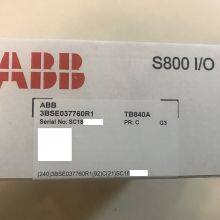 ABB
S800 I/O
ABB
3BSE037760R1 TB840A
Serial No: SC18 PR: C G3
(240)3BSE037760R1(92)C(21)SC18